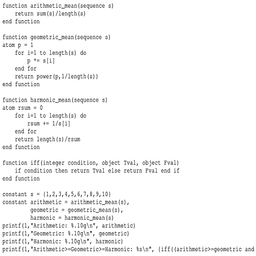 function arithmetic_mean(sequence s)
    return sum(s)/length(s)
end function

function geometric_mean(sequence s)
atom p = 1
    for i=1 to length(s) do
        p *= s[i]
    end for
    return power(p,1/length(s))
end function

function harmonic_mean(sequence s)
atom rsum = 0
    for i=1 to length(s) do
        rsum += 1/s[i]
    end for
    return length(s)/rsum
end function

function iff(integer condition, object Tval, object Fval)
    if condition then return Tval else return Fval end if
end function

constant s = {1,2,3,4,5,6,7,8,9,10}
constant arithmetic = arithmetic_mean(s),
         geometric = geometric_mean(s),
         harmonic = harmonic_mean(s)
printf(1,"Arithmetic: %.10g\n", arithmetic)
printf(1,"Geometric: %.10g\n", geometric)
printf(1,"Harmonic: %.10g\n", harmonic)
printf(1,"Arithmetic>=Geometric>=Harmonic: %s\n", {iff((arithmetic>=geometric and